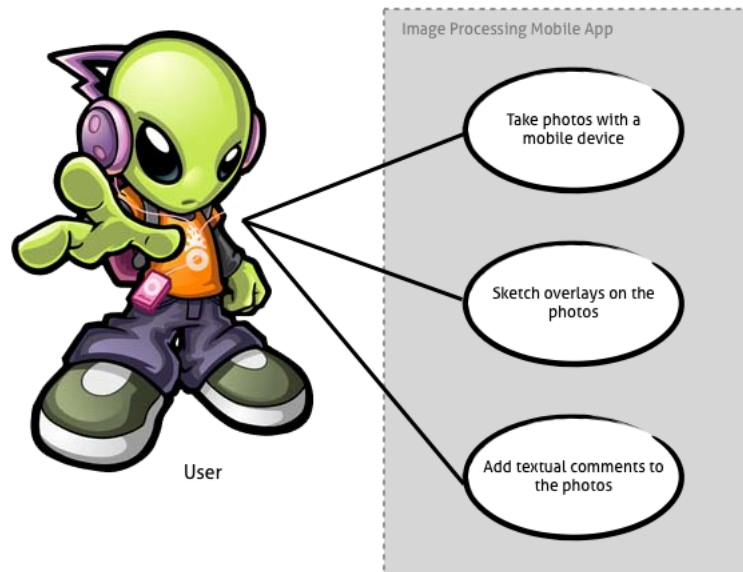 Image Processing Mobile App
Take photos with a
mobile device
Sketch overlays on the
photos
Add textual comments to
the photos
User